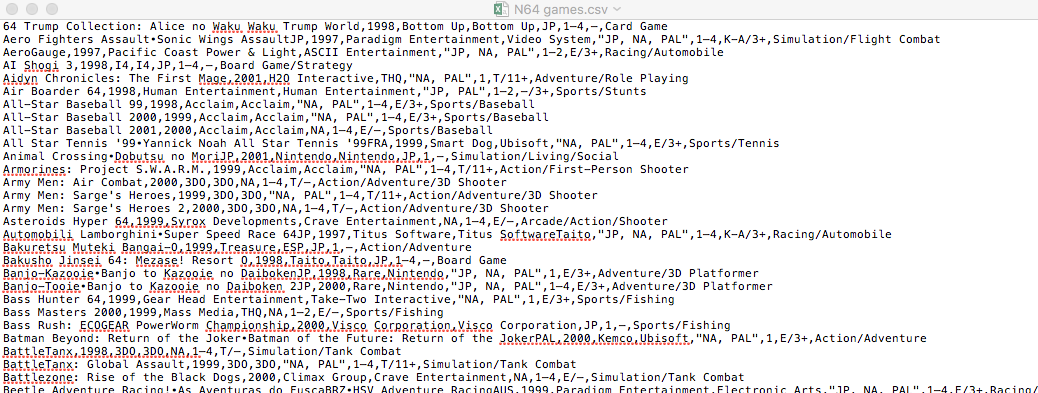 N64 games.csv
64 Trump Collection: Alice no Waku Waku Trump World,1998,Bottom Up,Bottom Up,JP,1–4,–,Card Game
Aero Fighters Assault•Sonic Wings AssaultJP,1997,Paradigm Entertainment,Video System,"JP, NA, PAL",1–4,K–A/3+,Simulation/Flight Combat
AeroGauge,1997,Pacific Coast Power & Light,ASCII Entertainment,"JP, NA, PAL",1–2,E/3+,Racing/Automobile
AI Shogi 3,1998,I4,I4,JP,1–4,–,Board Game/Strategy
Aidyn Chronicles: The First Mage,2001,H2O Interactive,THQ,"NA, PAL",1,T/11+,Adventure/Role Playing
Air Boarder 64,1998,Human Entertainment,Human Entertainment,"JP, PAL",1–2,–/3+,Sports/Stunts
All–Star Baseball 99,1998,Acclaim,Acclaim,"NA, PAL",1–4,E/3+,Sports/Baseball
All–Star Baseball 2000,1999,Acclaim,Acclaim,"NA, PAL",1–4,E/3+,Sports/Baseball
All–Star Baseball 2001,2000,Acclaim,Acclaim,NA,1–4,E/–,Sports/Baseball
All Star Tennis '99•Yannick Noah All Star Tennis '99FRA,1999,Smart Dog,Ubisoft,"NA, PAL",1–4,E/3+,Sports/Tennis
Animal Crossing•Dobutsu no MoriJP,2001,Nintendo,Nintendo,JP,1,–,Simulation/Living/Social
Armorines: Project S.W.A.R.M.,1999,Acclaim,Acclaim,"NA, PAL",1–4,T/11+,Action/First–Person Shooter
Army Men: Air Combat,2000,3DO,3DO,NA,1–4,T/–,Action/Adventure/3D Shooter
Army Men: Sarge's Heroes,1999,3DO,3DO,"NA, PAL",1–4,T/11+,Action/Adventure/3D Shooter
Army Men: Sarge's Heroes 2,2000,3DO,3DO,NA,1–4,T/–,Action/Adventure/3D Shooter
Asteroids Hyper 64,1999,Syrox Developments,Crave Entertainment,NA,1–4,E/–,Arcade/Action/Shooter
Automobili Lamborghini•Super Speed Race 64JP,1997,Titus Software,Titus SoftwareTaito,"JP, NA, PAL",1–4,K–A/3+,Racing/Automobile
Bakuretsu Muteki Bangai–O,1999,Treasure,ESP,JP,1,–,Action/Adventure
Bakusho Jinsei 64: Mezase! Resort O,1998,Taito,Taito,JP,1–4,–,Board Game
Banjo–Kazooie•Banjo to Kazooie no DaibokenJP,1998,Rare,Nintendo,"JP, NA, PAL",1,E/3+,Adventure/3D Platformer
Banjo–Tooie•Banjo to Kazooie no Daiboken 2JP,2000,Rare,Nintendo,"JP, NA, PAL",1–4,E/3+,Adventure/3D Platformer
Bass Hunter 64,1999,Gear Head Entertainment,Take–Two Interactive,"NA, PAL",1,E/3+,Sports/Fishing
Bass Masters 2000,1999,Mass Media,THQ,NA,1–2,E/–,Sports/Fishing
Bass Rush: ECOGEAR PowerWorm Championship,2000,Visco Corporation,Visco Corporation,JP,1,–,Sports/Fishing
Batman Beyond: Return of the Joker•Batman of the Future: Return of the JokerPAL,2000,Kemco,Ubisoft,"NA, PAL",1,E/3+,Action/Adventure
BattleTanx,1998,3DO,3DO,NA,1–4,T/–,Simulation/Tank Combat
BattleTanx: Global Assault,1999,3DO,3DO,"NA, PAL",1–4,T/11+,Simulation/Tank Combat
Battlezone: Rise of the Black Dogs,2000,Climax Group,Crave Entertainment,NA,1–4,E/–,Simulation/Tank Combat
Beetle Adventure Racing!•As Aventuras do FuscaBRZ•HSV Adventure RacingAUS,1999,Paradigm Entertainment,Electronic Arts,"JP, NA, PAL",1–4,E/3+,Racing/